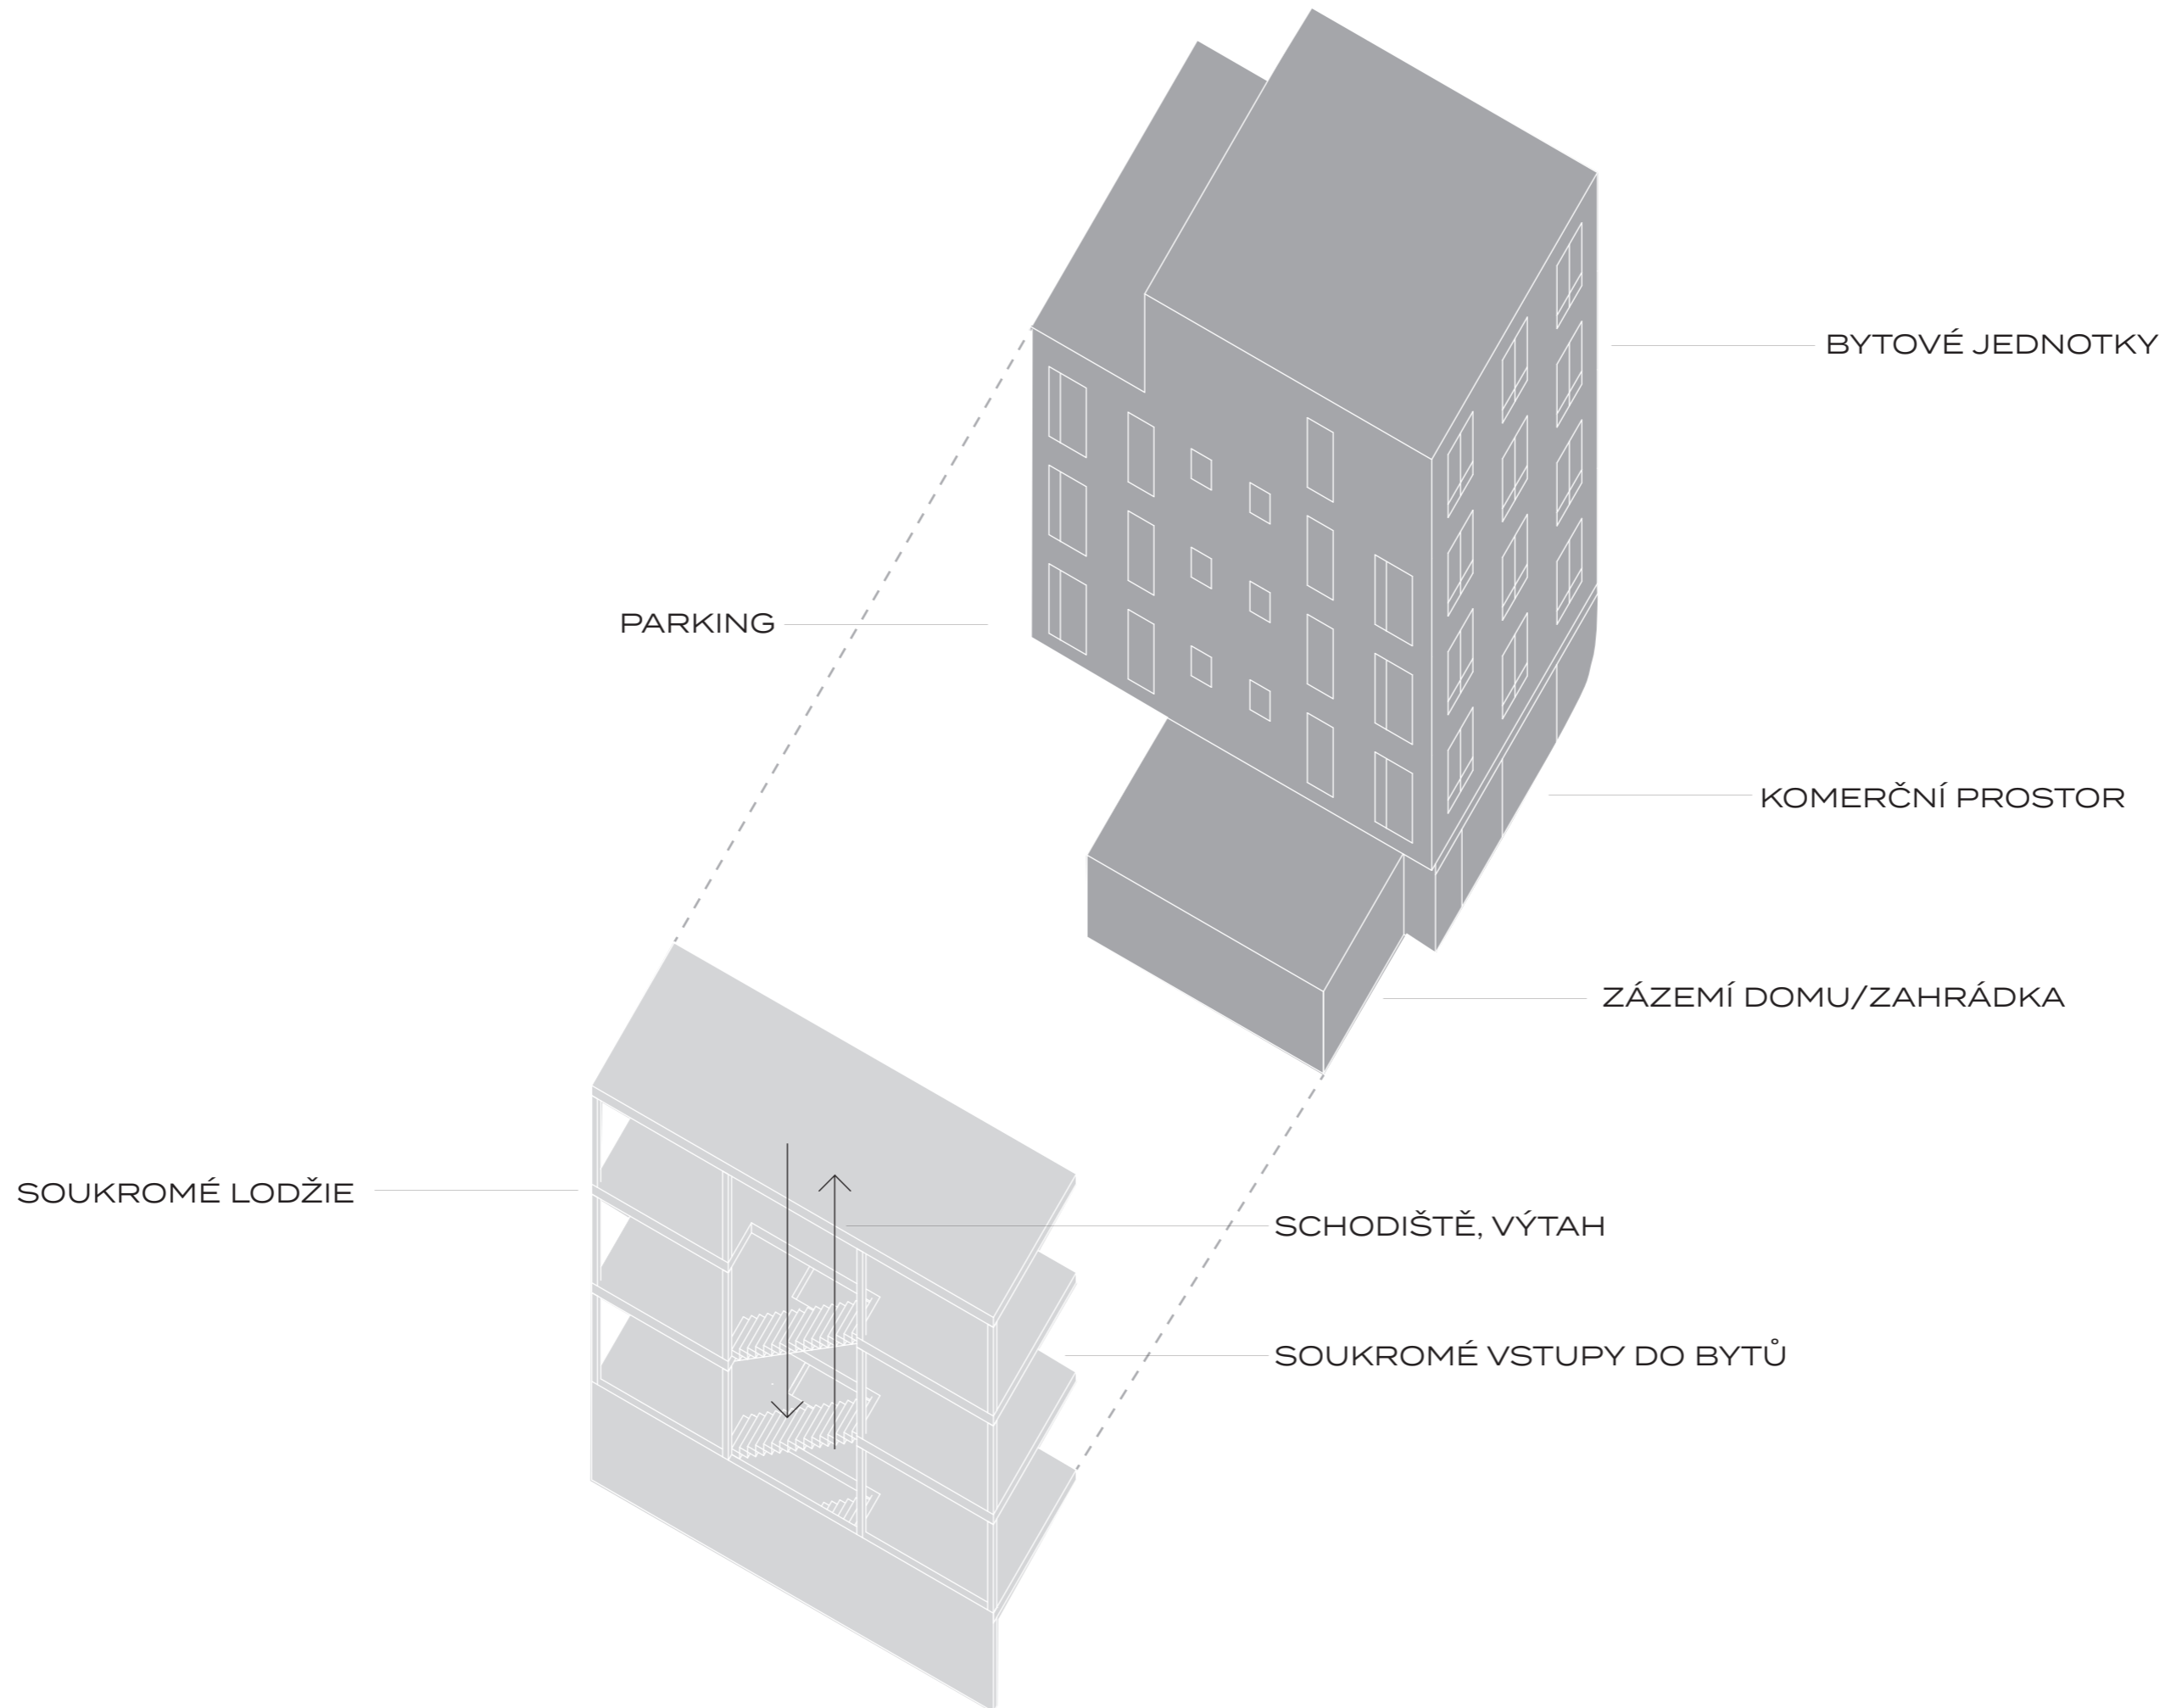 BYTOVÉ JEDNOTKY
PARKING
KOMERČNÍ PROSTOR
ZÁZEMÍ DOMU/ZAHRÁDKA
SOUKROMÉ LODŽIE
SCHODIŠTĚ, VÝTAH
SOUKROMÉ VSTUPY DO BYTŮ